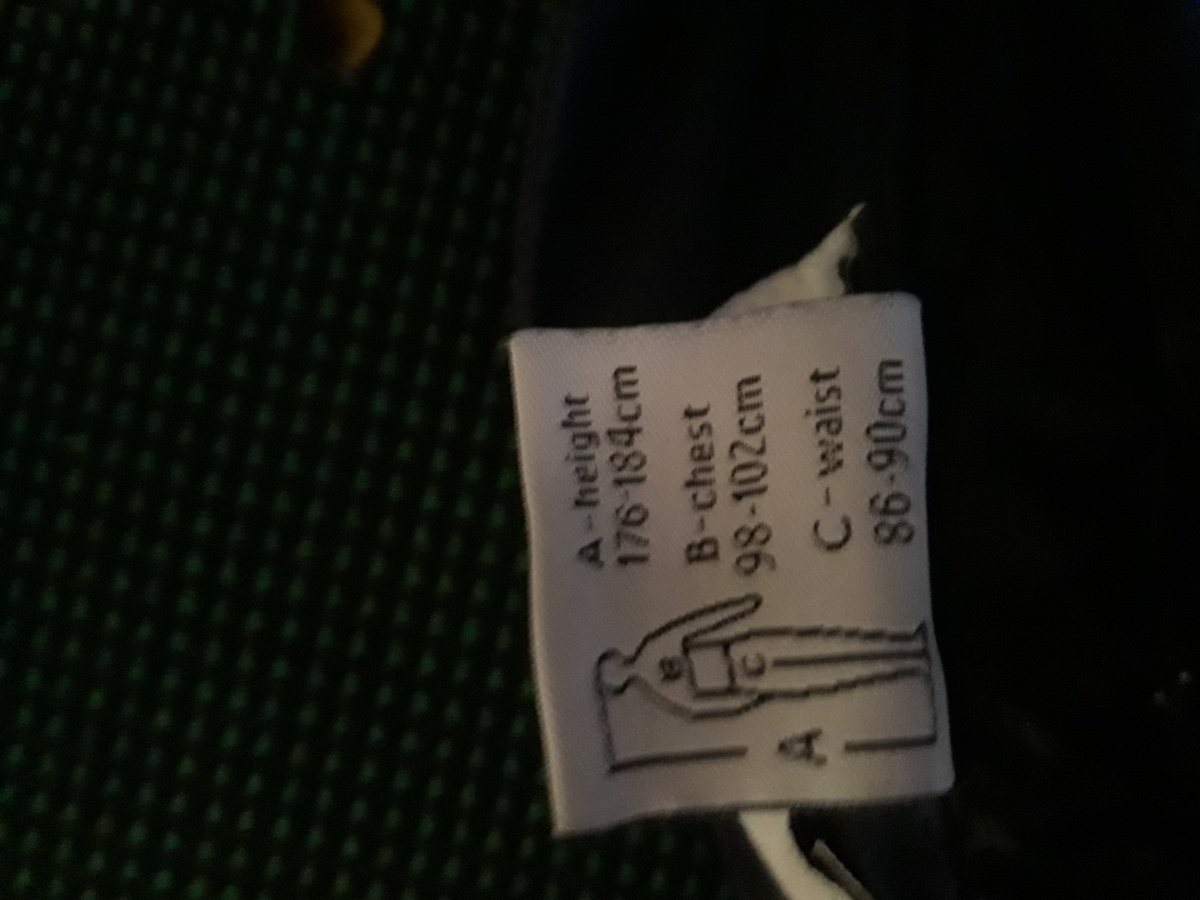 A-height
176-184cm
B-chest
98-102cm
C-waist
86-90cm
B
C
A